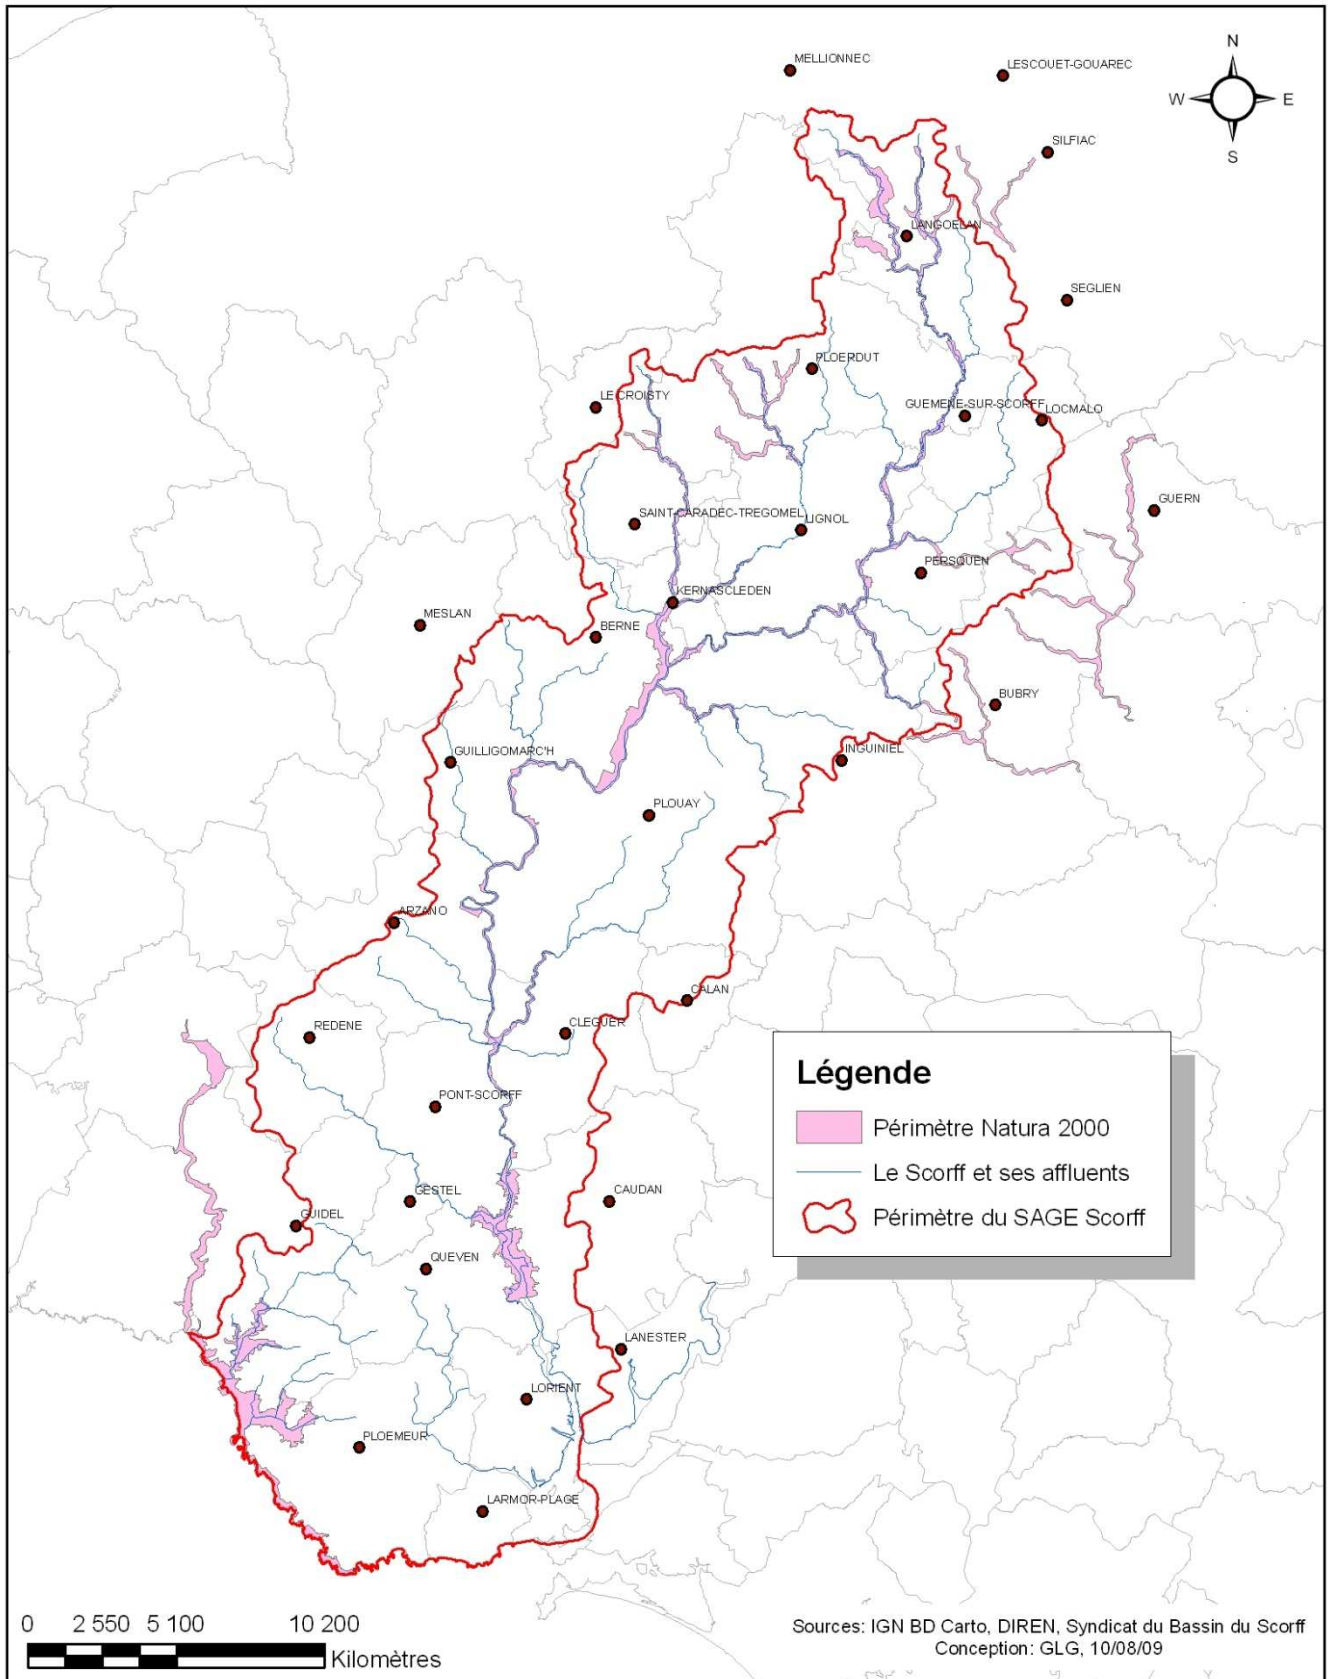 MELLIONNEC
LESCOUET-GOUAREC
N
W
E
S
SILFIAC
LANGOELAN
SEGLIEN
PLOERDUT
LE CROISTY
GUEMENE-SUR-SCORFF
LOCMALO
GUERN
SAINT-CARADEC-TREGOMEL
LIGNOL
PERSQUEN
KERNASCLEDEN
MESLAN
BERNE
BUBRY
GUILLIGOMARC'H
INGUINIEL
PLOUAY
ARZANO
CALAN
REDENE
CLEGUER
PONT-SCORFF
GESTEL
CAUDAN
GUIDEL
QUEVEN
LANESTER
LORIENT
PLOEMEUR
LARMOR-PLAGE
Légende
Périmètre Natura 2000
Le Scorff et ses affluents
Périmètre du SAGE Scorff
0 2 550 5 100 10 200
Kilomètres
Sources: IGN BD Carto, DIREN, Syndicat du Bassin du Scorff
Conception: GLG, 10/08/09